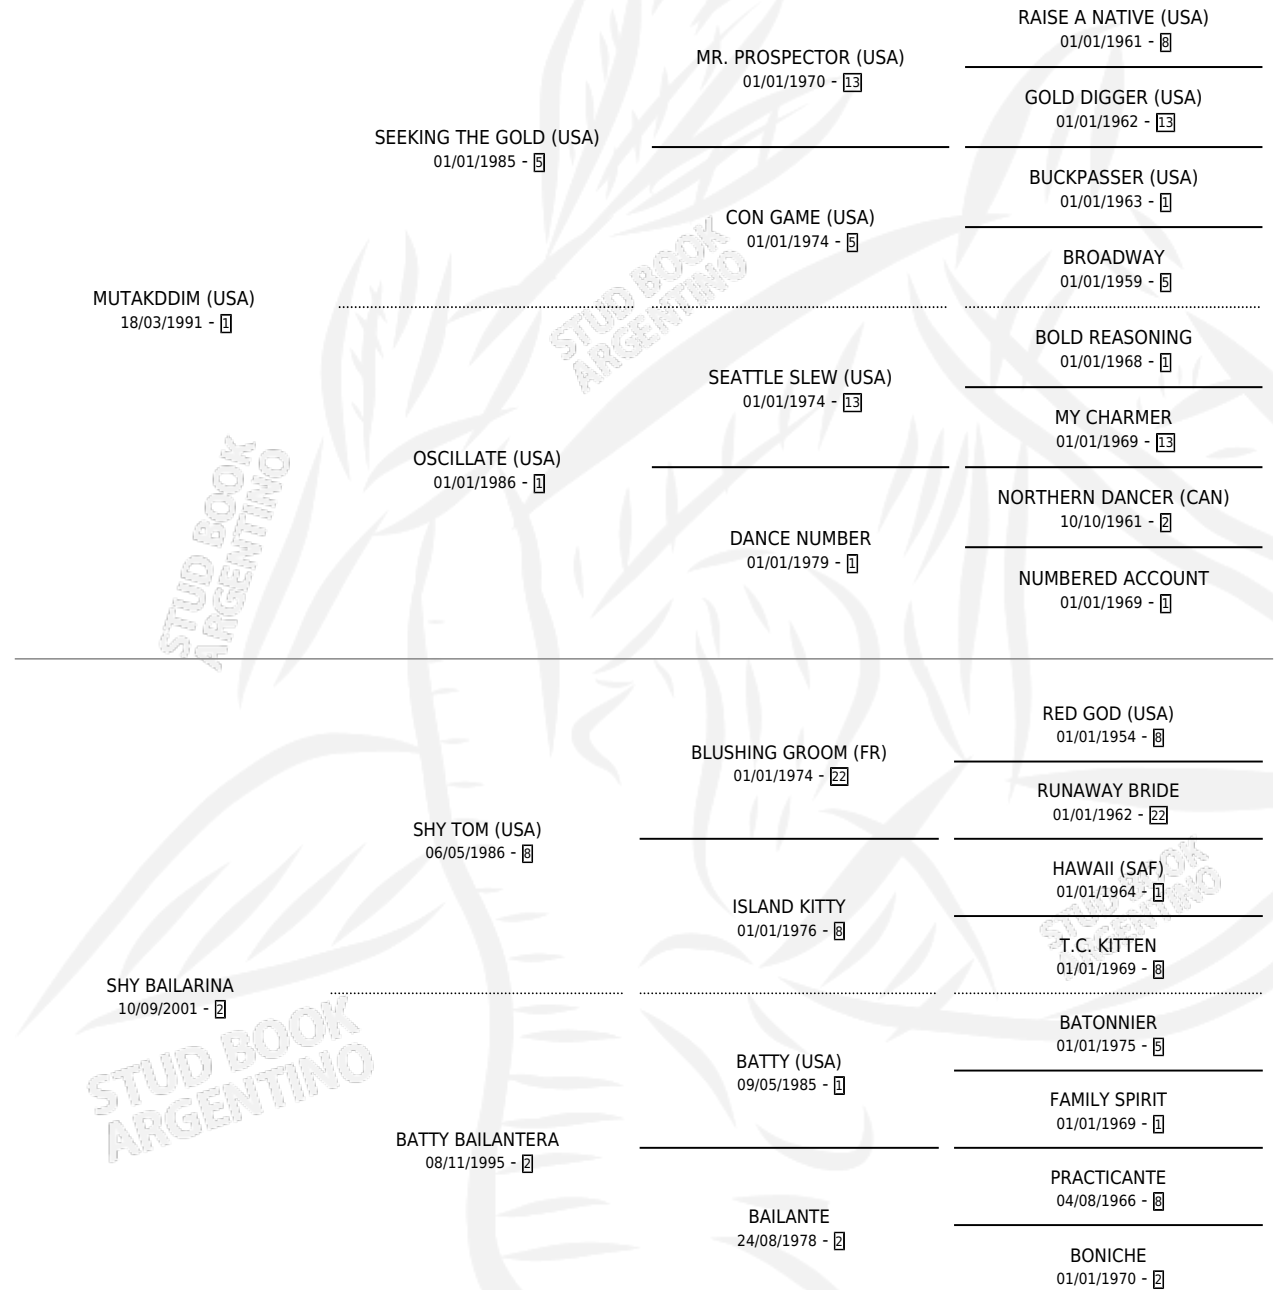 RAISE A NATIVE (USA)
01/01/1961 - 8
MR. PROSPECTOR (USA)
01/01/1970 - 13
GOLD DIGGER (USA)
01/01/1962 - 13
SEEKING THE GOLD (USA)
01/01/1985 - 5
BUCKPASSER (USA)
01/01/1963 - 1
CON GAME (USA)
01/01/1974 - 5
BROADWAY
01/01/1959 - 5
MUTAKDDIM (USA)
18/03/1991 - 1
BOLD REASONING
01/01/1968 - 1
SEATTLE SLEW (USA)
01/01/1974 - 13
MY CHARMER
01/01/1969 - 13
OSCILLATE (USA)
01/01/1986 - 1
NORTHERN DANCER (CAN)
10/10/1961 - 2
DANCE NUMBER
01/01/1979 - 1
NUMBERED ACCOUNT
01/01/1969 - 1
RED GOD (USA)
01/01/1954 - 8
BLUSHING GROOM (FR)
01/01/1974 - 22
RUNAWAY BRIDE
01/01/1962 - 22
SHY TOM (USA)
06/05/1986 - 8
HAWAII (SAF)
01/01/1964 - 1
ISLAND KITTY
01/01/1976 - 8
T.C. KITTEN
01/01/1969 - 8
SHY BAILARINA
10/09/2001 - 2
BATONNIER
01/01/1975 - 5
BATTY (USA)
09/05/1985 - 1
FAMILY SPIRIT
01/01/1969 - 1
BATTY BAILANTERA
08/11/1995 - 2
PRACTICANTE
04/08/1966 - 8
BAILANTE
24/08/1978 - 2
BONICHE
01/01/1970 - 2
STUD BOOK
ARGENTINO
STUD BOOK
ARGENTINO
STUD BOOK
ARGENTINO
STUD BOOK
ARGENTINO